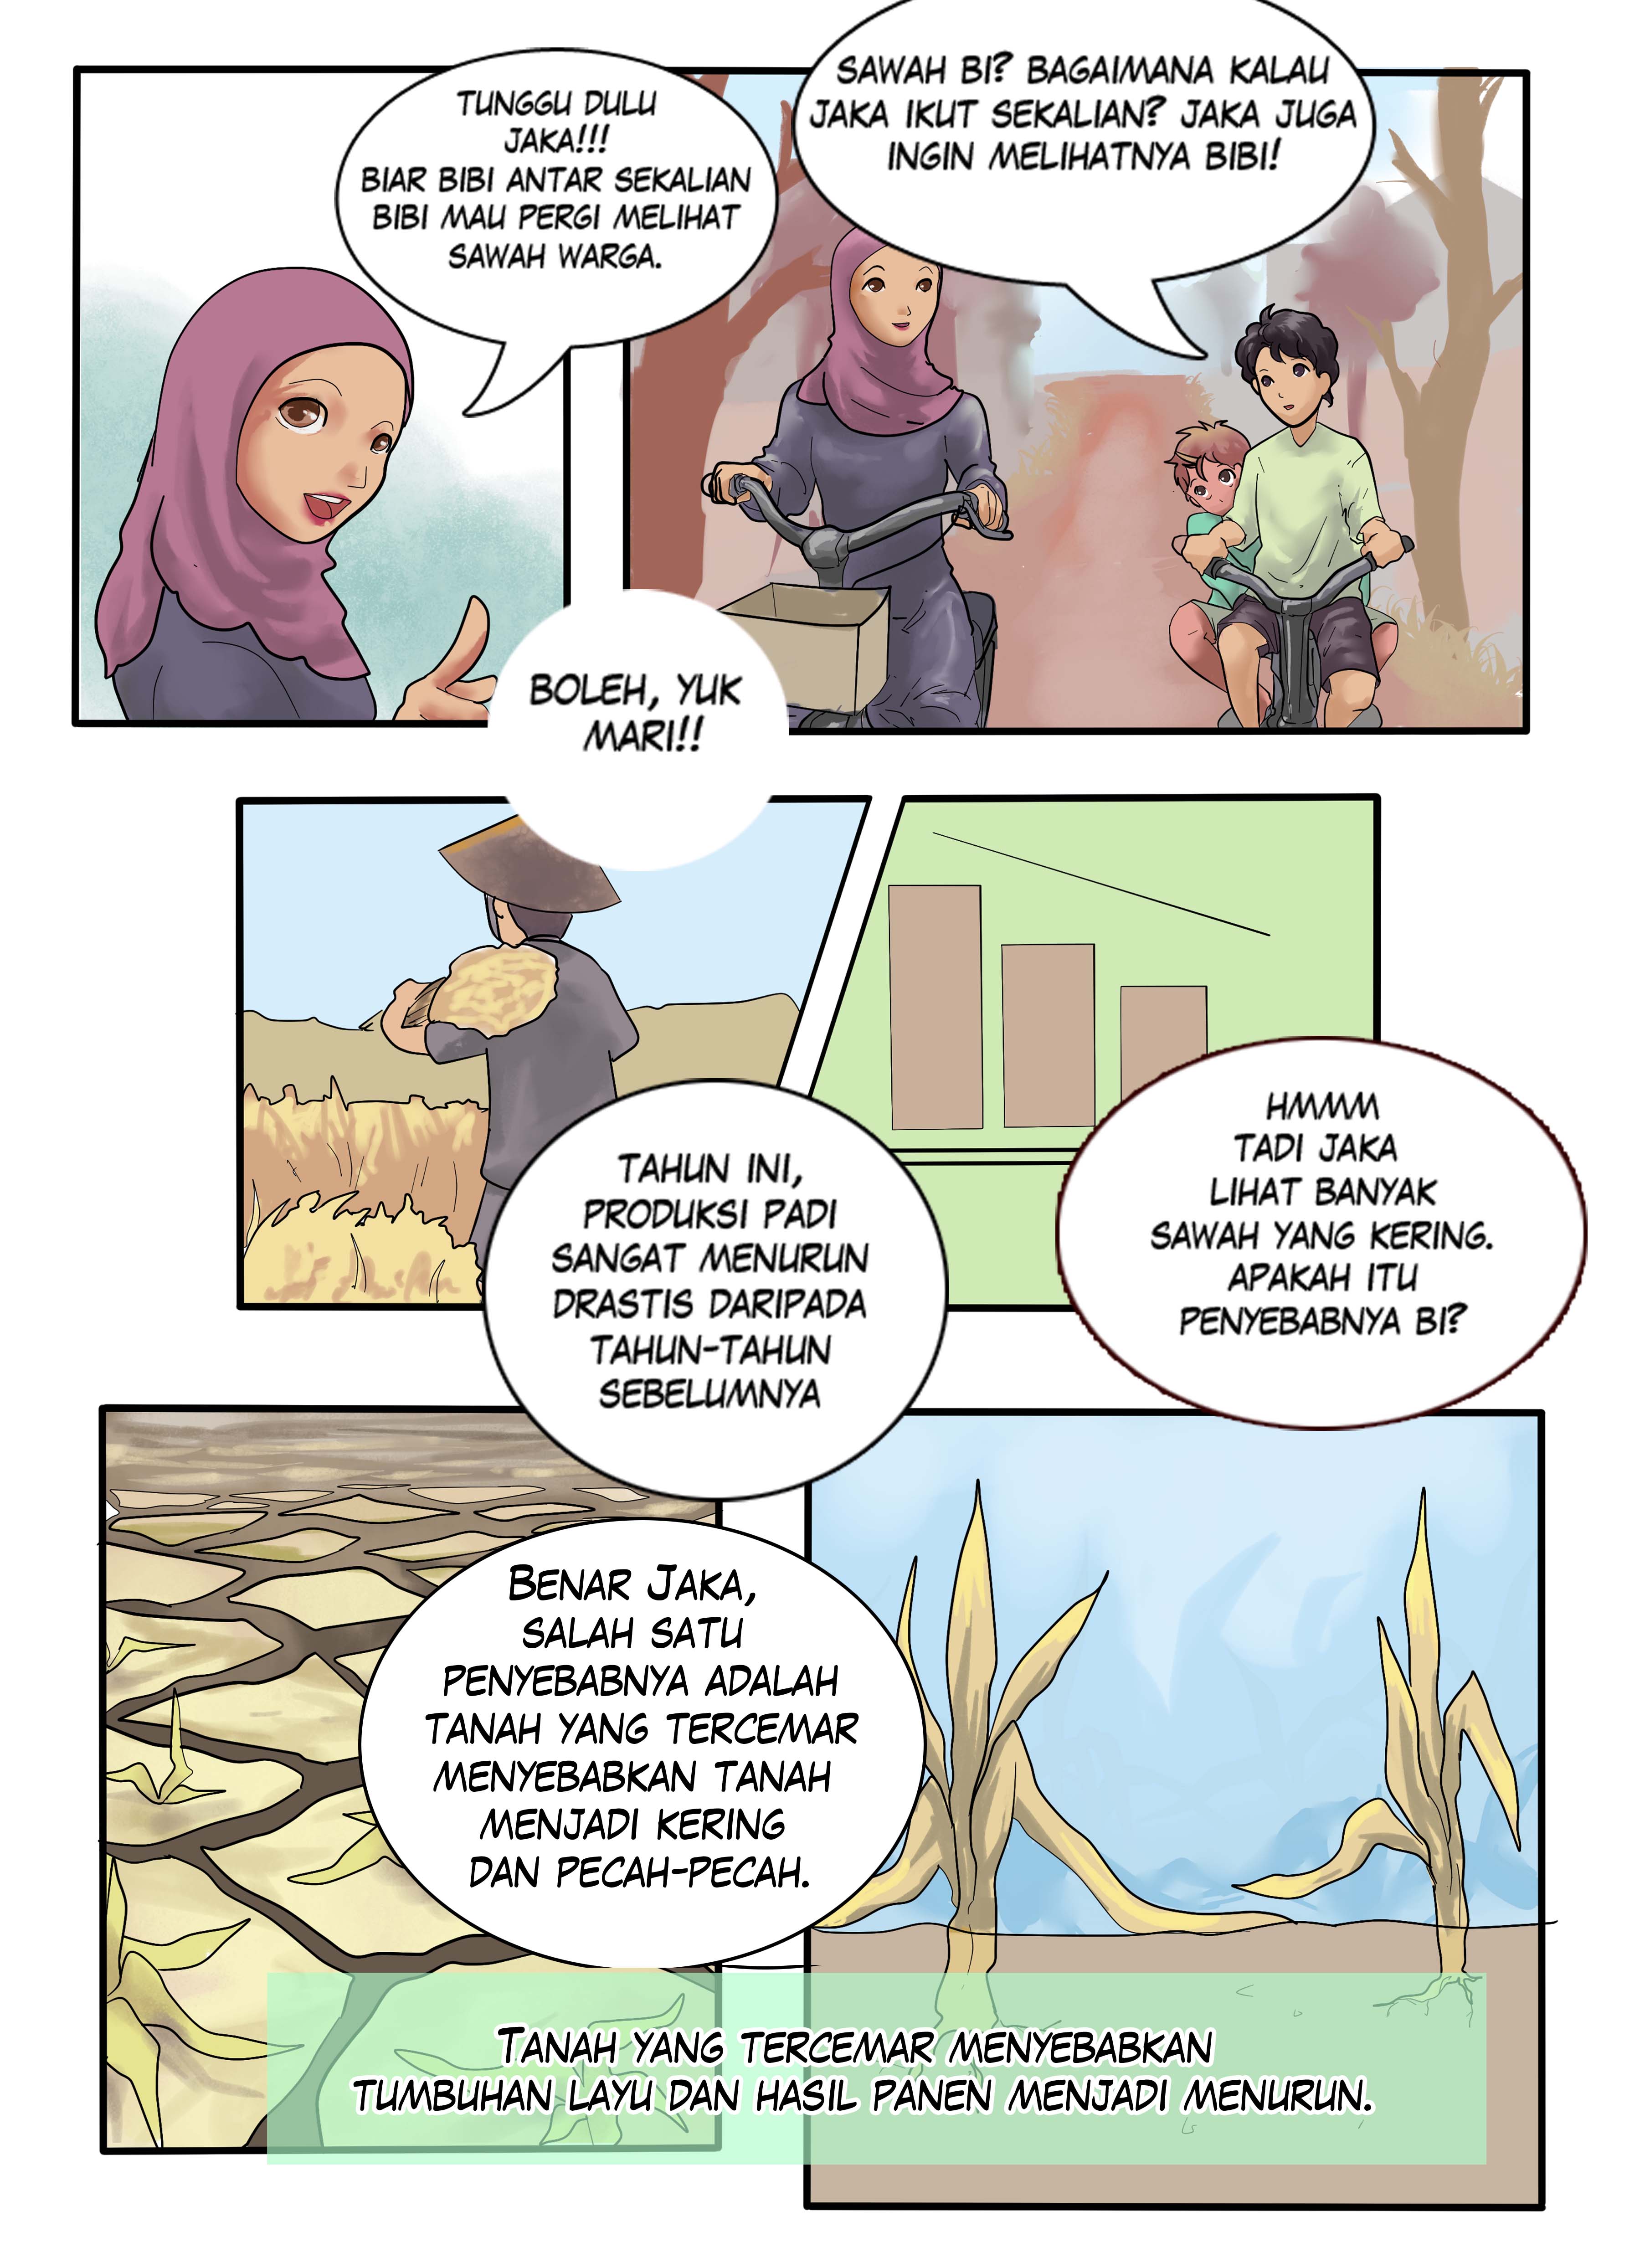 TUNGGU DULU
JAKA!!!
BIAR BIBI ANTAR SEKALIAN
BIBI MAU PERGI MELIHAT
SAWAH WARGA.
SAWAH BI? BAGAIMANA KALAU
JAKA IKUT SEKALIAN? JAKA JUGA
INGIN MELIHATNYA BIBI!
BOLEH, YUK
MARI!!
TAHUN INI,
PRODUKSI PADI
SANGAT MENURUN
DRASTIS DARIPADA
TAHUN-TAHUN
SEBELUMNYA
HMMM
TADI JAKA
LIHAT BANYAK
SAWAH YANG KERING.
APAKAH ITU
PENYEBABNYA BI?
BENAR JAKA,
SALAH SATU
PENYEBABNYA ADALAH
TANAH YANG TERCEMAR
MENYEBABKAN TANAH
MENJADI KERING
DAN PECAH-PECAH.
TANAH YANG TERCEMAR MENYEBABKAN
TUMBUHAN LAYU DAN HASIL PANEN MENJADI MENURUN.